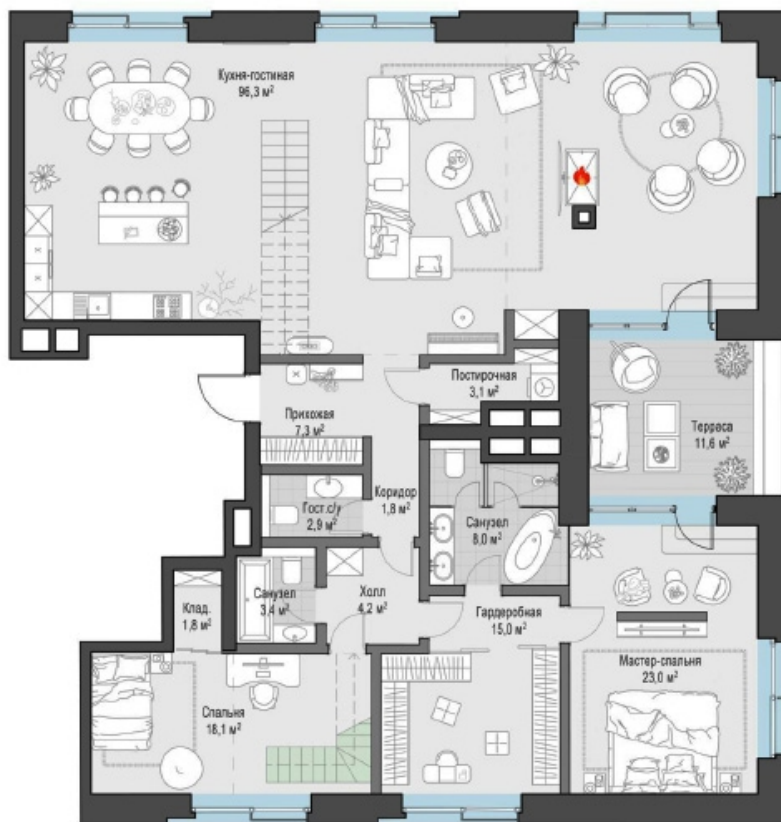 Кухня-гостиная
96,3 м²
Постирочная
3,1 м²
Прихожая
7,3 м²
Терраса
11,6 м²
Коридор
1,8 м²
Гост.с/у
2,9 м²
Санузел
8,0 м²
Санузел
3,4 м²
Холл
4,2 м²
Клад.
1,8 м²
Гардеробная
15,0 м²
Мастер-спальня
23,0 м²
Спальня
18,1 м²